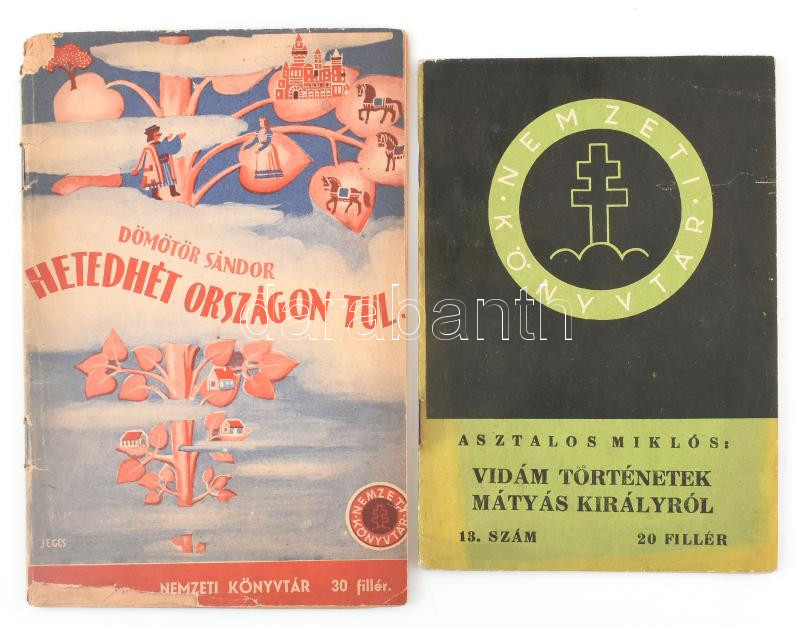 DÖMÖTÖR SÁNDOR
HETEDHÉT ORSZÁGON TUL.
NEMZETI
KÖNYVTÁR
JEGES
NEMZETI KÖNYVTÁR 30 fillér.
NEMZETI
KÖNYVTÁR
ASZTALOS MIKLÓS:
VIDÁM TÖRTÉNETEK
MÁTYÁS KIRÁLYRÓL
13. SZÁM 20 FILLÉR
darabanth